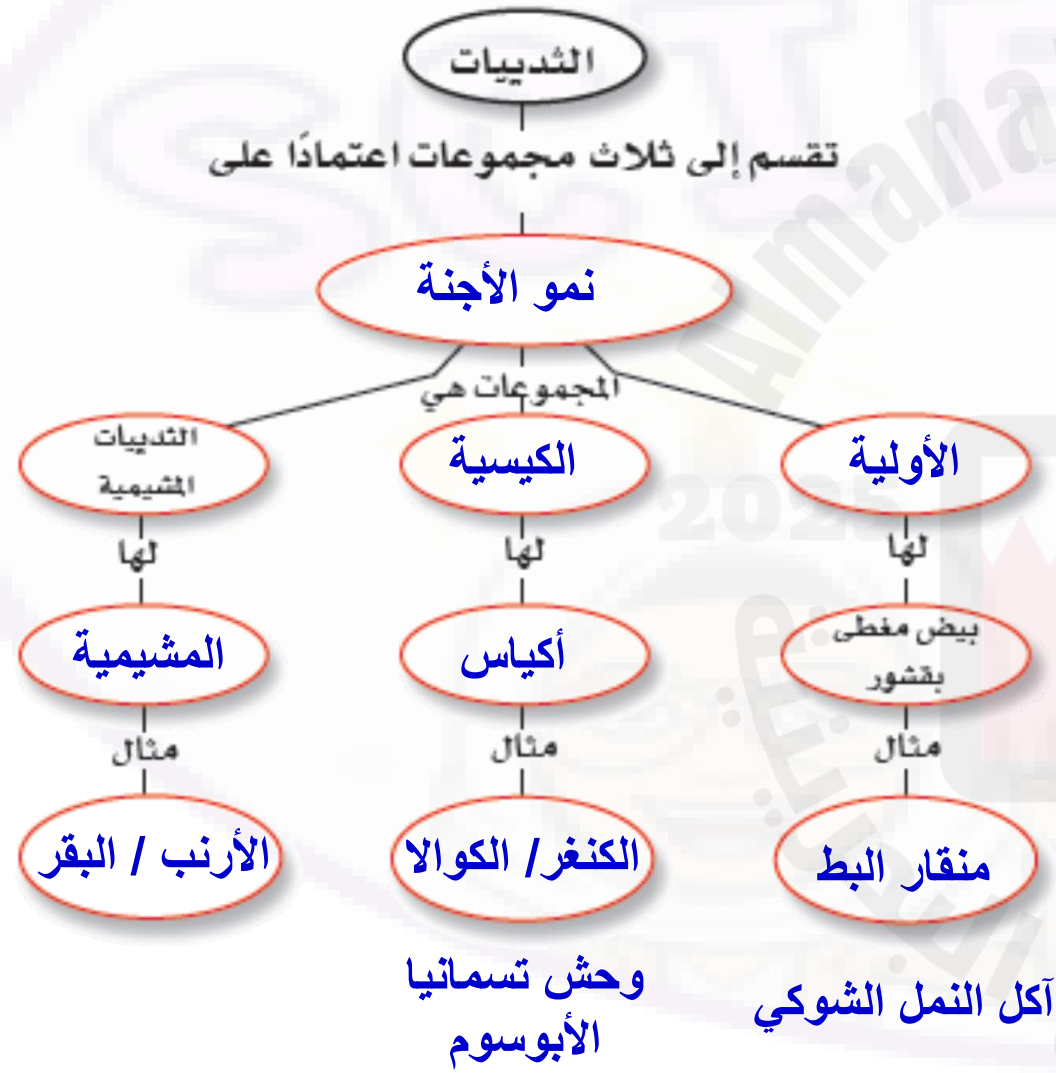 الثدييات
تقسم إلى ثلاث مجموعات اعتمادًا على
نمو الأجنة
المجموعات هي
الأولية
الكيسية
الثدييات
المشيمية
لها
لها
لها
بيض مغطى
بقشور
أكياس
المشيمية
مثال
مثال
مثال
منقار البط
الكنغر/ الكوالا
الأرنب / البقر
آكل النمل الشوكي
وحش تسمانيا
الأبوسوم
2025
Almana